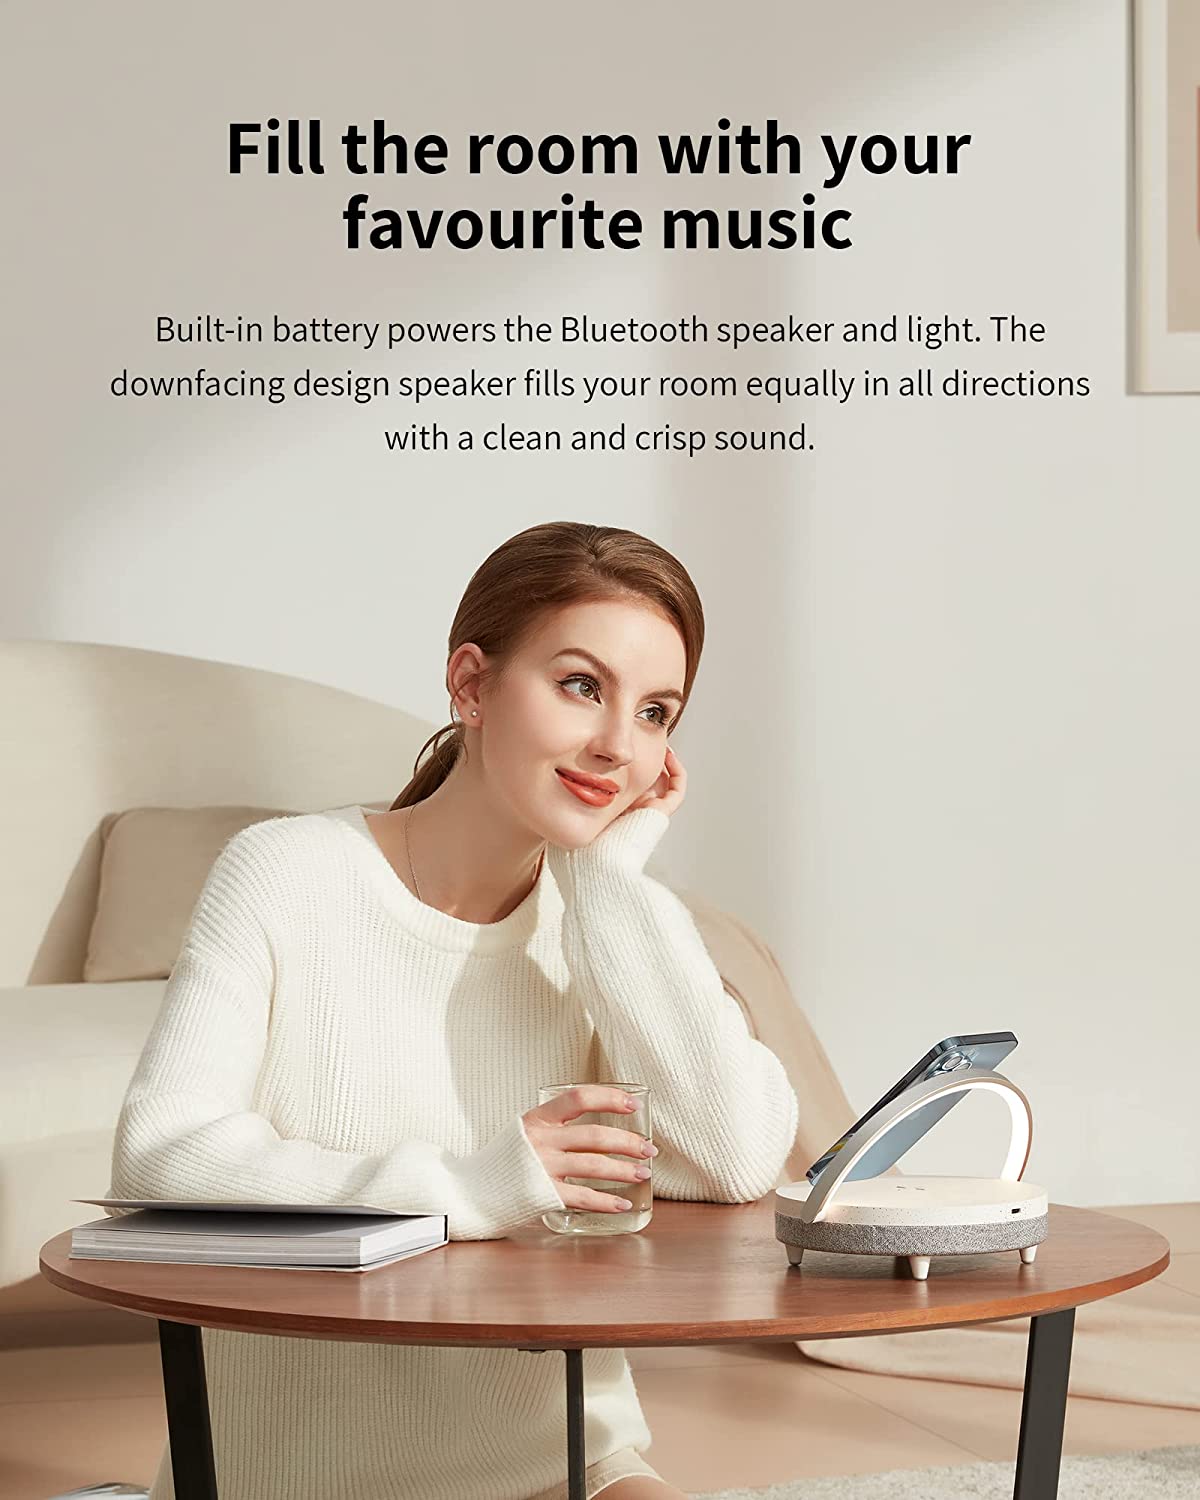 Fill the room with your
favourite music
Built-in battery powers the Bluetooth speaker and light. The
downfacing design speaker fills your room equally in all directions
with a clean and crisp sound.